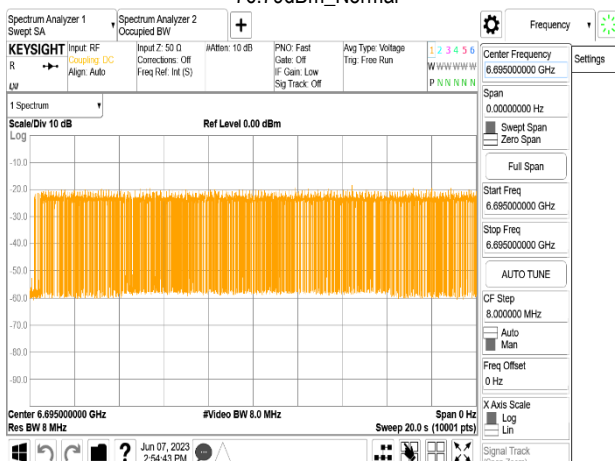 Spectrum Analyzer 1
Swept SA
Spectrum Analyzer 2
Occupied BW
+
Frequency
Settings
KEYSIGHT
R
Input: RF
Coupling: DC
Align: Auto
Input Z: 50 Ω
Corrections: Off
Freq Ref: Int (S)
#Atten: 10 dB
PNO: Fast
Gate: Off
IF Gain: Low
Sig Track: Off
Avg Type: Voltage
Trig: Free Run
1 2 3 4 5 6
W W W W W W
P N N N N N
1 Spectrum
Scale/Div 10 dB
Ref Level 0.00 dBm
Log
-10.0
-20.0
-30.0
-40.0
-50.0
-60.0
-70.0
-80.0
-90.0
Center 6.695000000 GHz
#Video BW 8.0 MHz
Span 0 Hz
Res BW 8 MHz
Sweep 20.0 s (10001 pts)
Jun 07, 2023
2:54:43 PM
Center Frequency
6.695000000 GHz
Span
0.00000000 Hz
Swept Span
Zero Span
Full Span
Start Freq
6.695000000 GHz
Stop Freq
6.695000000 GHz
AUTO TUNE
CF Step
8.000000 MHz
Auto
Man
Freq Offset
0 Hz
X Axis Scale
Log
Lin
Signal Track